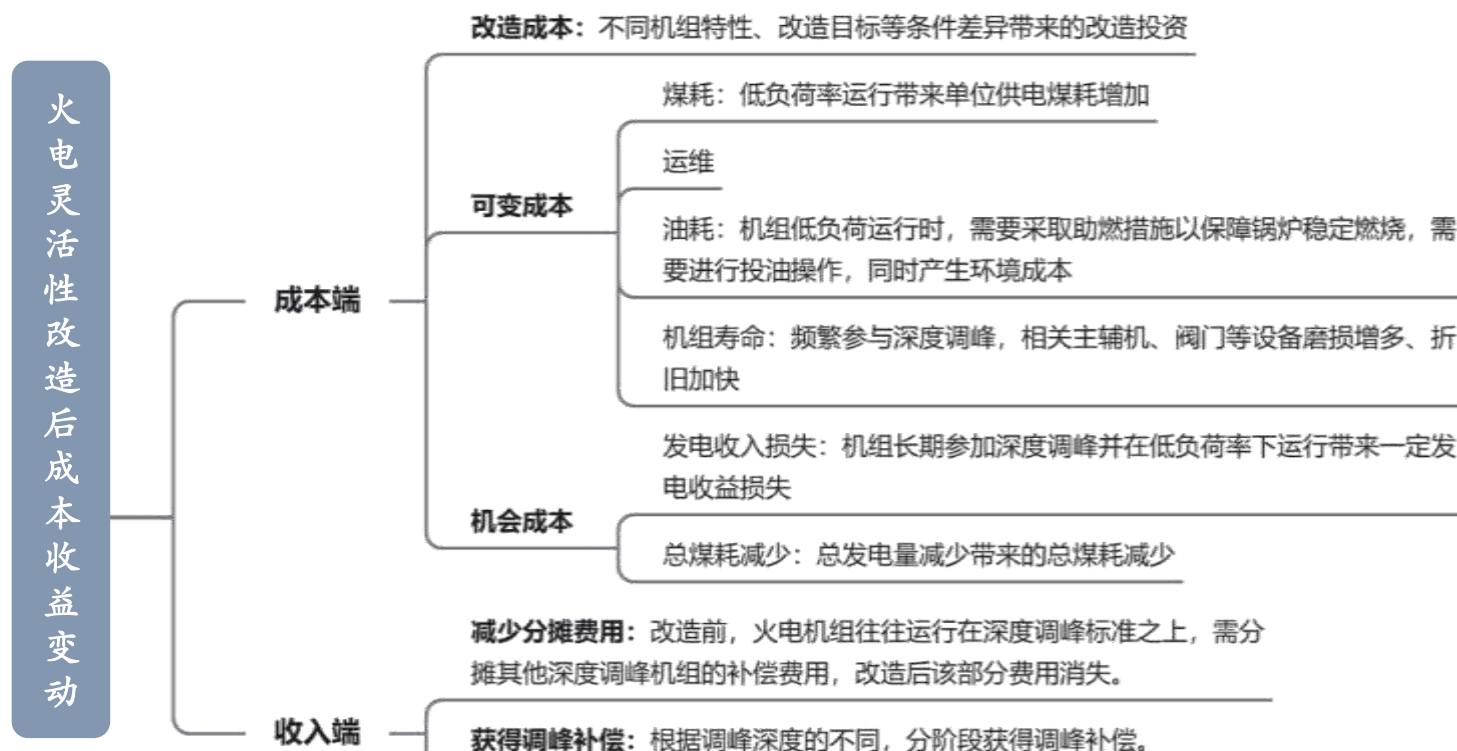 火电灵活性改造后成本收益变动
改造成本：不同机组特性、改造目标等条件差异带来的改造投资
煤耗：低负荷率运行带来单位供电煤耗增加
运维
可变成本
油耗：机组低负荷运行时，需要采取助燃措施以保障锅炉稳定燃烧，需
要进行投油操作，同时产生环境成本
成本端
机组寿命：频繁参与深度调峰，相关主辅机、阀门等设备磨损增多、折
旧加快
发电收入损失：机组长期参加深度调峰并在低负荷率下运行带来一定发
电收益损失
机会成本
总煤耗减少：总发电量减少带来的总煤耗减少
减少分摊费用：改造前，火电机组往往运行在深度调峰标准之上，需分
摊其他深度调峰机组的补偿费用，改造后该部分费用消失。
收入端
获得调峰补偿：根据调峰深度的不同，分阶段获得调峰补偿。